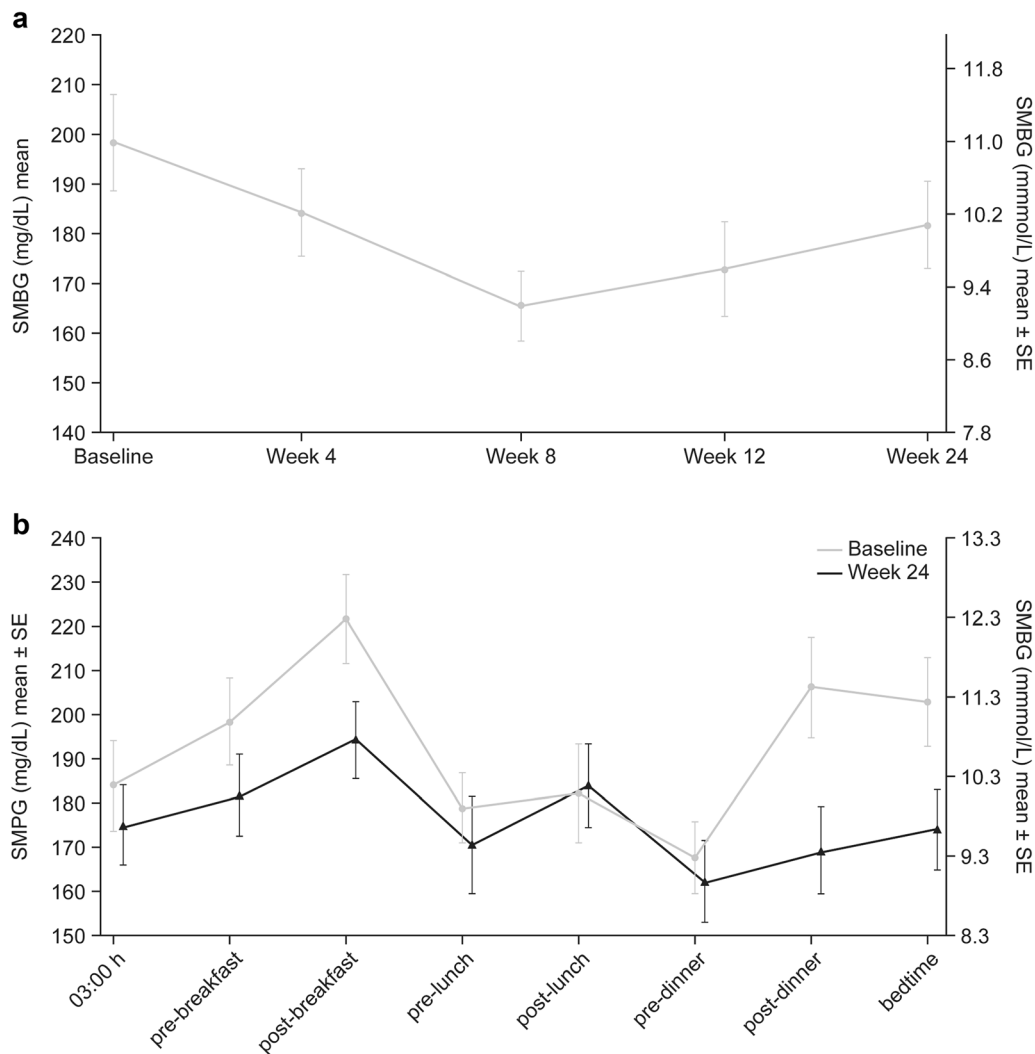 a
SMBG (mg/dL) mean
220
210
200
190
180
170
160
150
140
11.8
11.0
10.2
9.4
8.6
7.8
SMBG (mmmol/L) mean ± SE
Baseline
Week 4
Week 8
Week 12
Week 24
b
SMPG (mg/dL) mean ± SE
240
230
220
210
200
190
180
170
160
150
Baseline
Week 24
13.3
12.3
11.3
10.3
9.3
8.3
SMBG (mmmol/L) mean ± SE
03:00 h
pre-breakfast
post-breakfast
pre-lunch
post-lunch
pre-dinner
post-dinner
bedtime